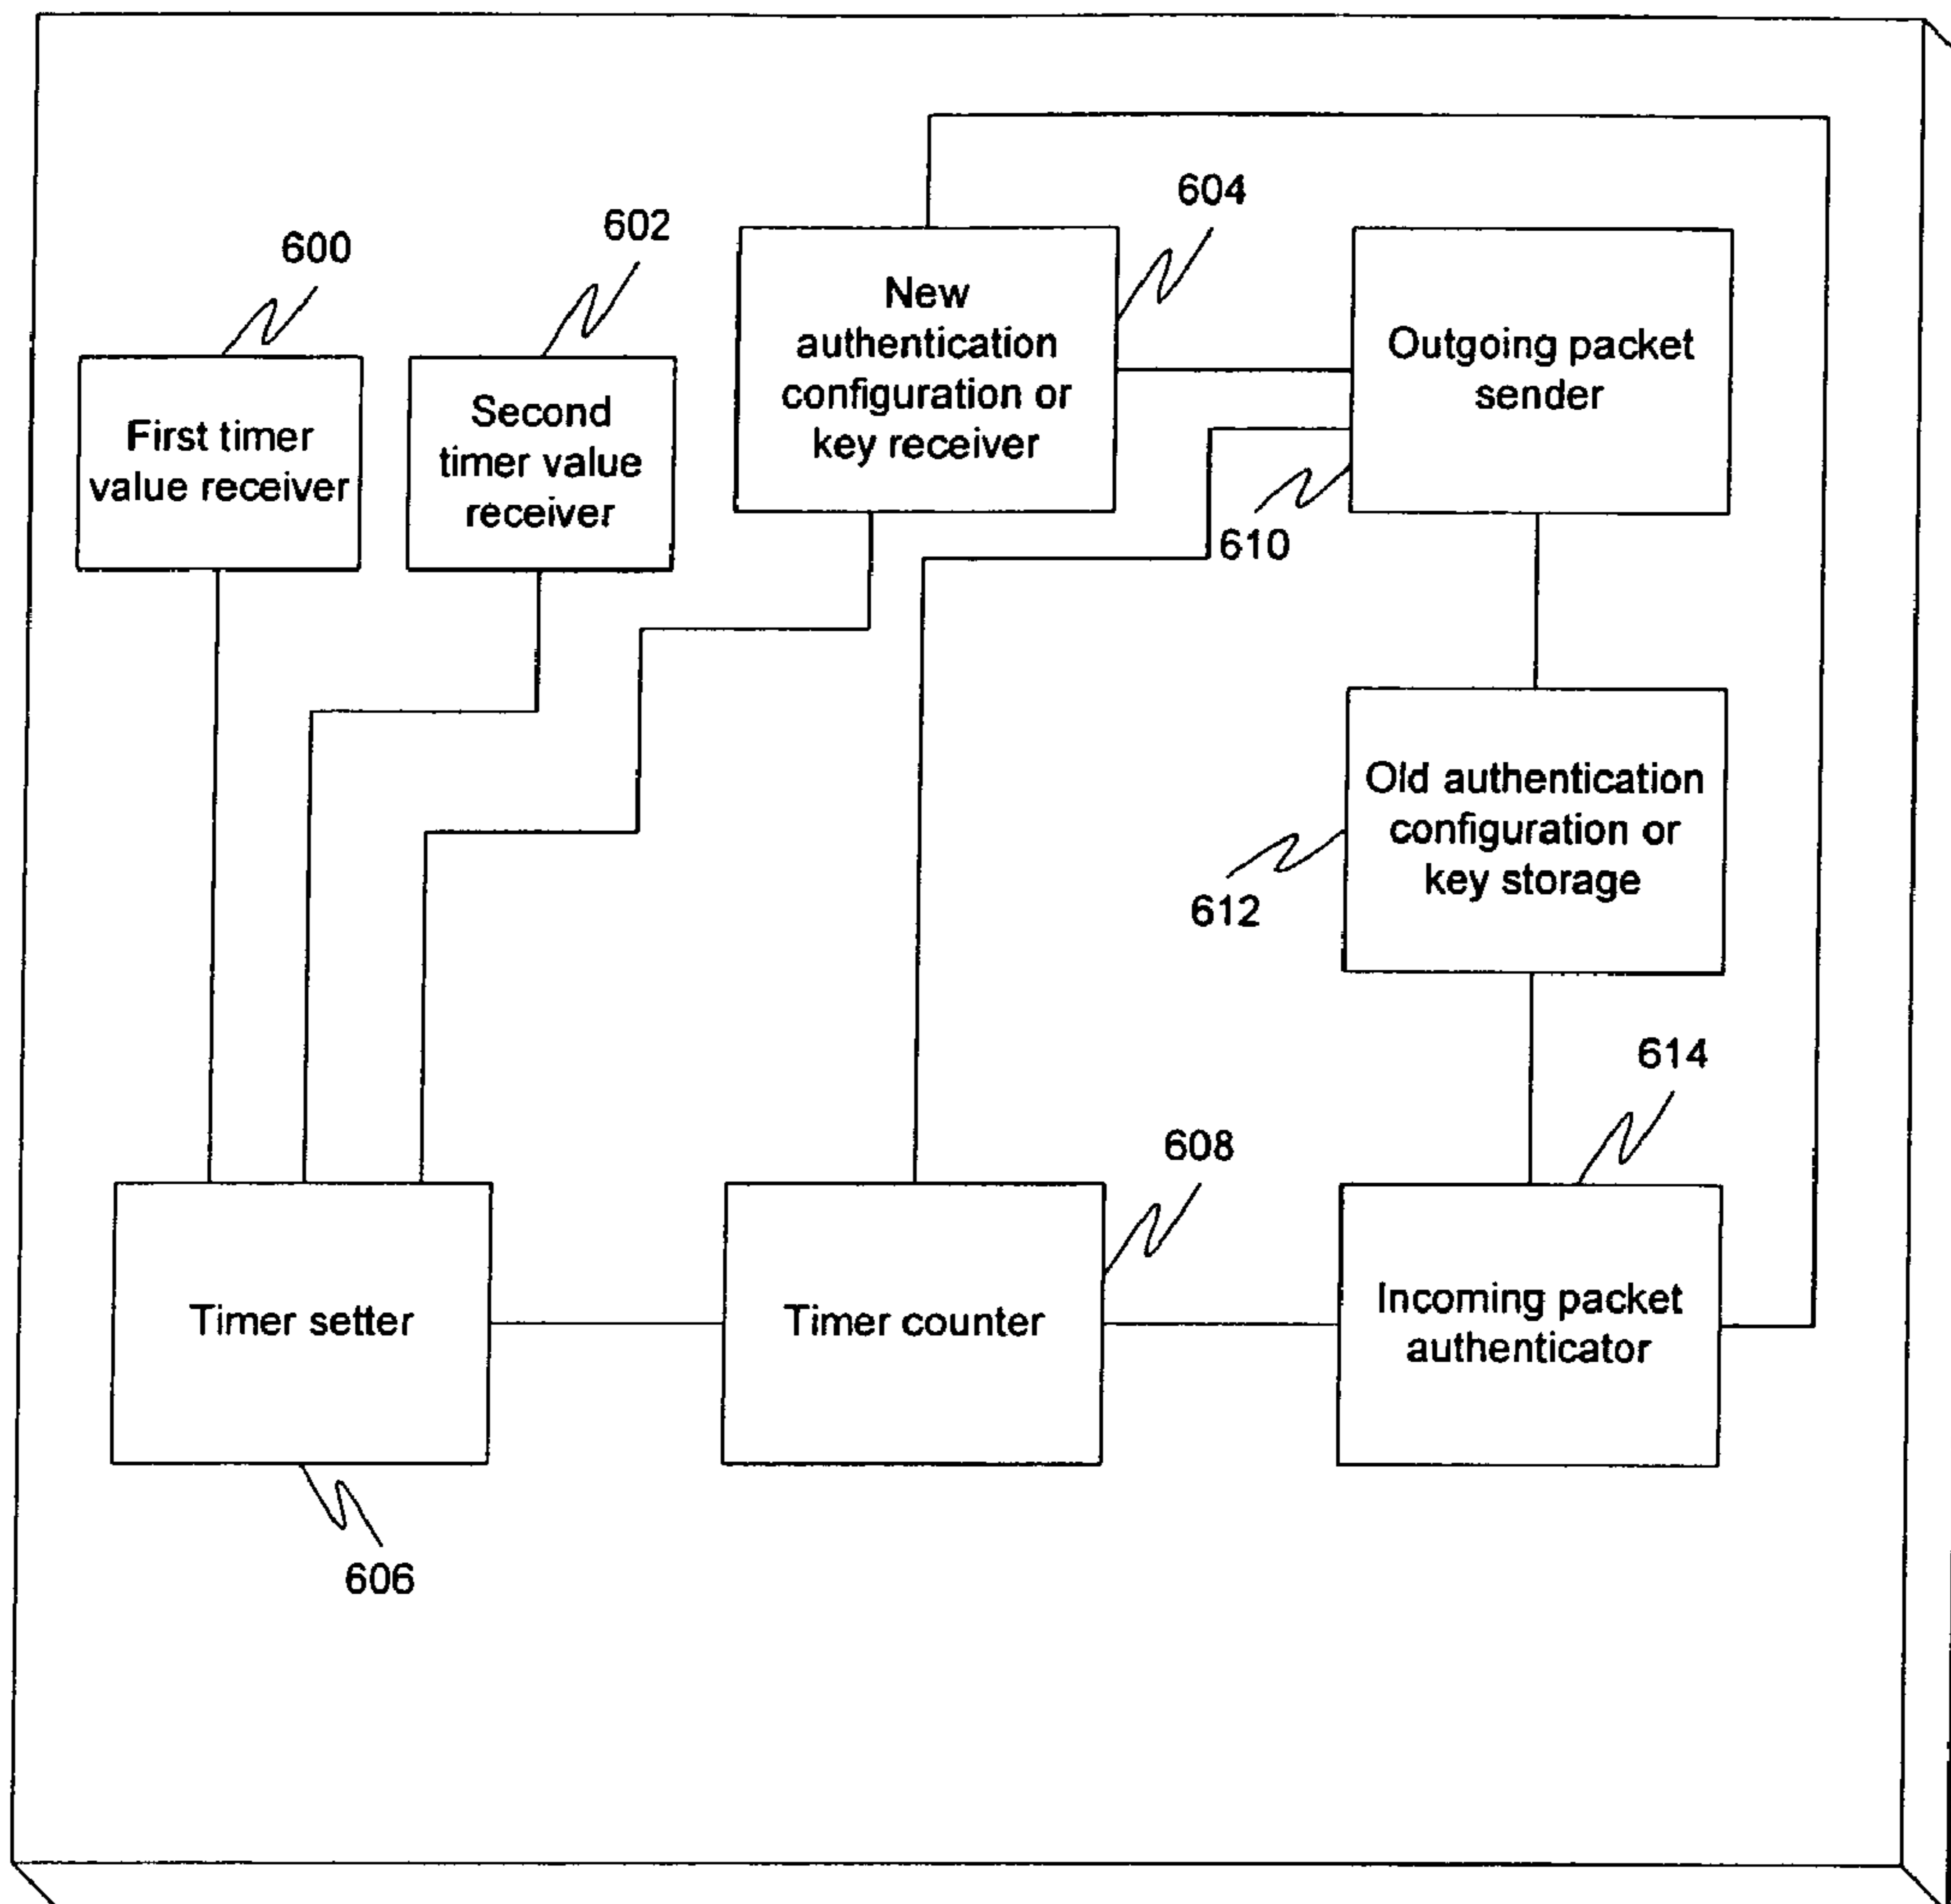 604
602
600
New
authentication
configuration or
key receiver
Outgoing packet
sender
First timer
value receiver
Second
timer value
receiver
610
Old authentication
configuration or
key storage
612
614
608
Timer setter
Timer counter
Incoming packet
authenticator
606